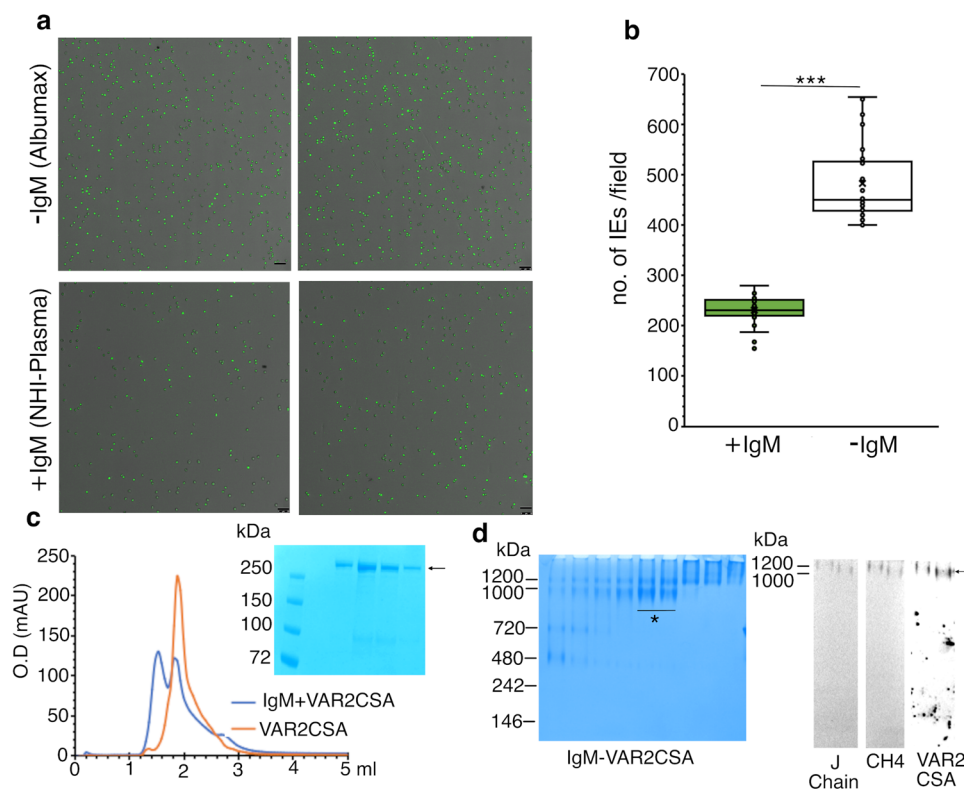 a
-IgM (Albumax)
+IgM (NHI-Plasma)
b
700
600
500
400
300
200
100
0
no. of IEs /field
***
+IgM
-IgM
c
kDa
250
150
100
72
250
200
150
100
50
0
O.D (mAU)
0 1 2 3 4 5 ml
IgM+VAR2CSA
VAR2CSA
d
kDa
1200
1000
720
480
242
146
*
IgM-VAR2CSA
kDa
1200
1000
J
Chain
CH4
VAR2
CSA